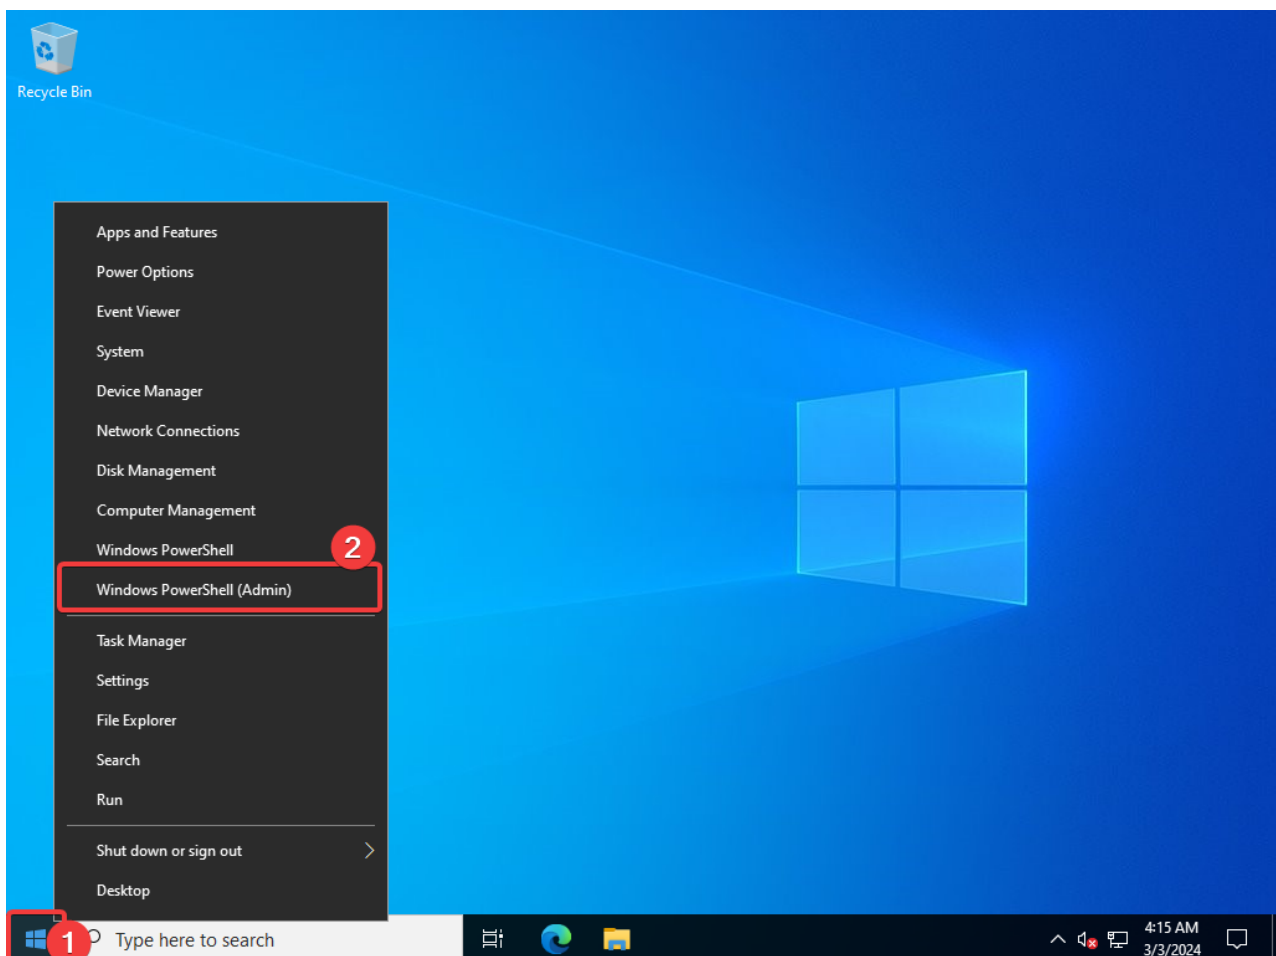 Recycle Bin
Apps and Features
Power Options
Event Viewer
System
Device Manager
Network Connections
Disk Management
Computer Management
Windows PowerShell
2
Windows PowerShell (Admin)
Task Manager
Settings
File Explorer
Search
Run
Shut down or sign out
Desktop
1
Type here to search
4:15 AM
3/3/2024